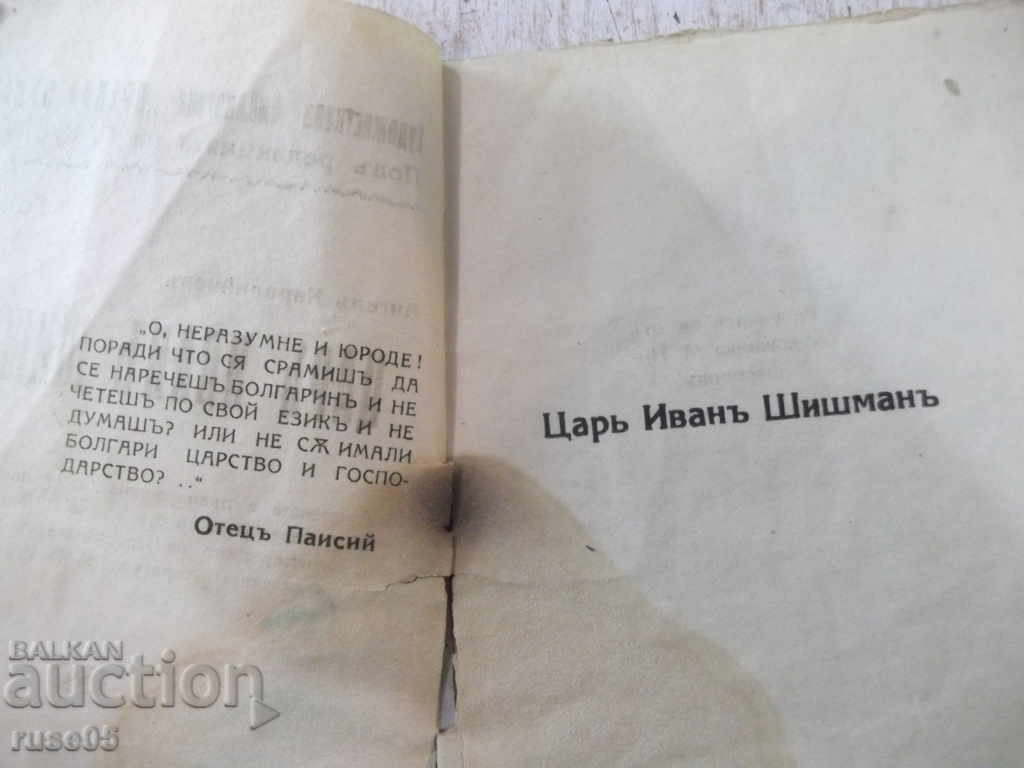 „О, НЕРАЗУМНЕ И ЮРОДЕ!
ПОРАДИ ЧТО СЯ СРАМИШЪ ДА
СЕ НАРЕЧЕШЪ БОЛГАРИНЪ И НЕ
ЧЕТЕШЪ ПО СВОЙ ЕЗИКЪ И НЕ
ДУМАШЪ? ИЛИ НЕ СѪ ИМАЛИ
БОЛГАРИ ЦАРСТВО И ГОСПО-
ДАРСТВО? ..“
Отецъ Паисий
Царь Иванъ Шишманъ
BALKAN
auction
ruse05